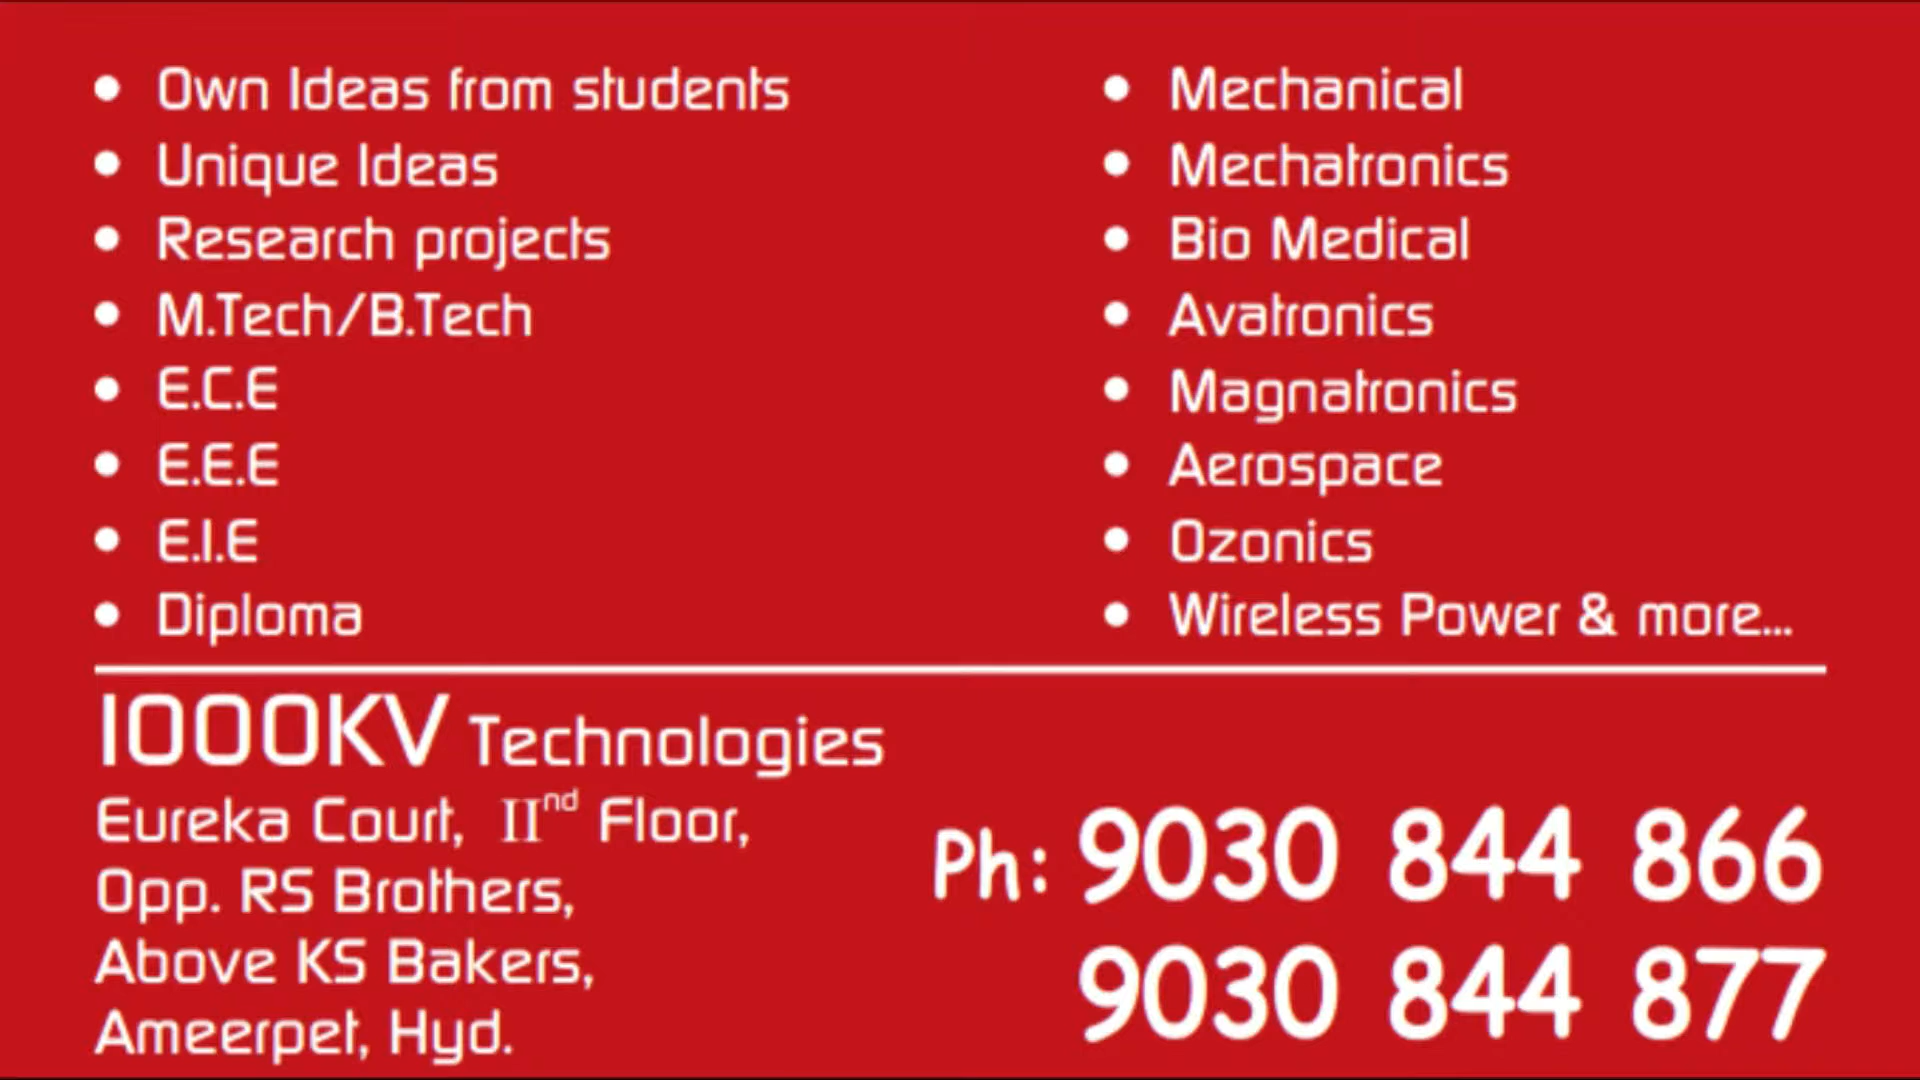 • Own Ideas from students
• Unique Ideas
• Research projects
• M.Tech/B.Tech
• E.C.E
• E.E.E
• E.I.E
• Diploma
• Mechanical
• Mechatronics
• Bio Medical
• Avatronics
• Magnatronics
• Aerospace
• Ozonics
• Wireless Power & more...
1000KV Technologies
Eureka Court, IInd Floor,
Opp. RS Brothers,
Above KS Bakers,
Ameerpet, Hyd.
Ph: 9030 844 866
9030 844 877